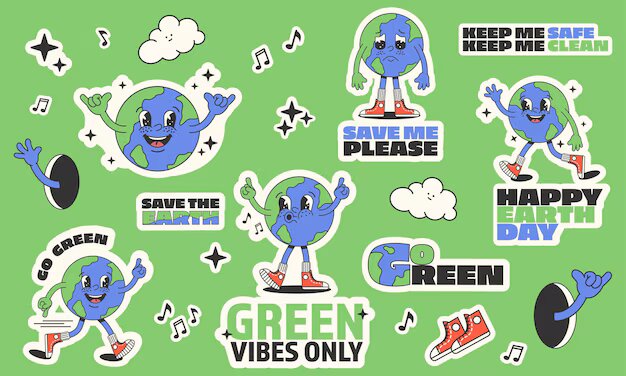 KEEP ME SAFE
KEEP ME CLEAN
SAVE ME
PLEASE
SAVE THE
EARTH
HAPPY
EARTH
DAY
GO GREEN
GO
GREEN
GREEN
VIBES ONLY